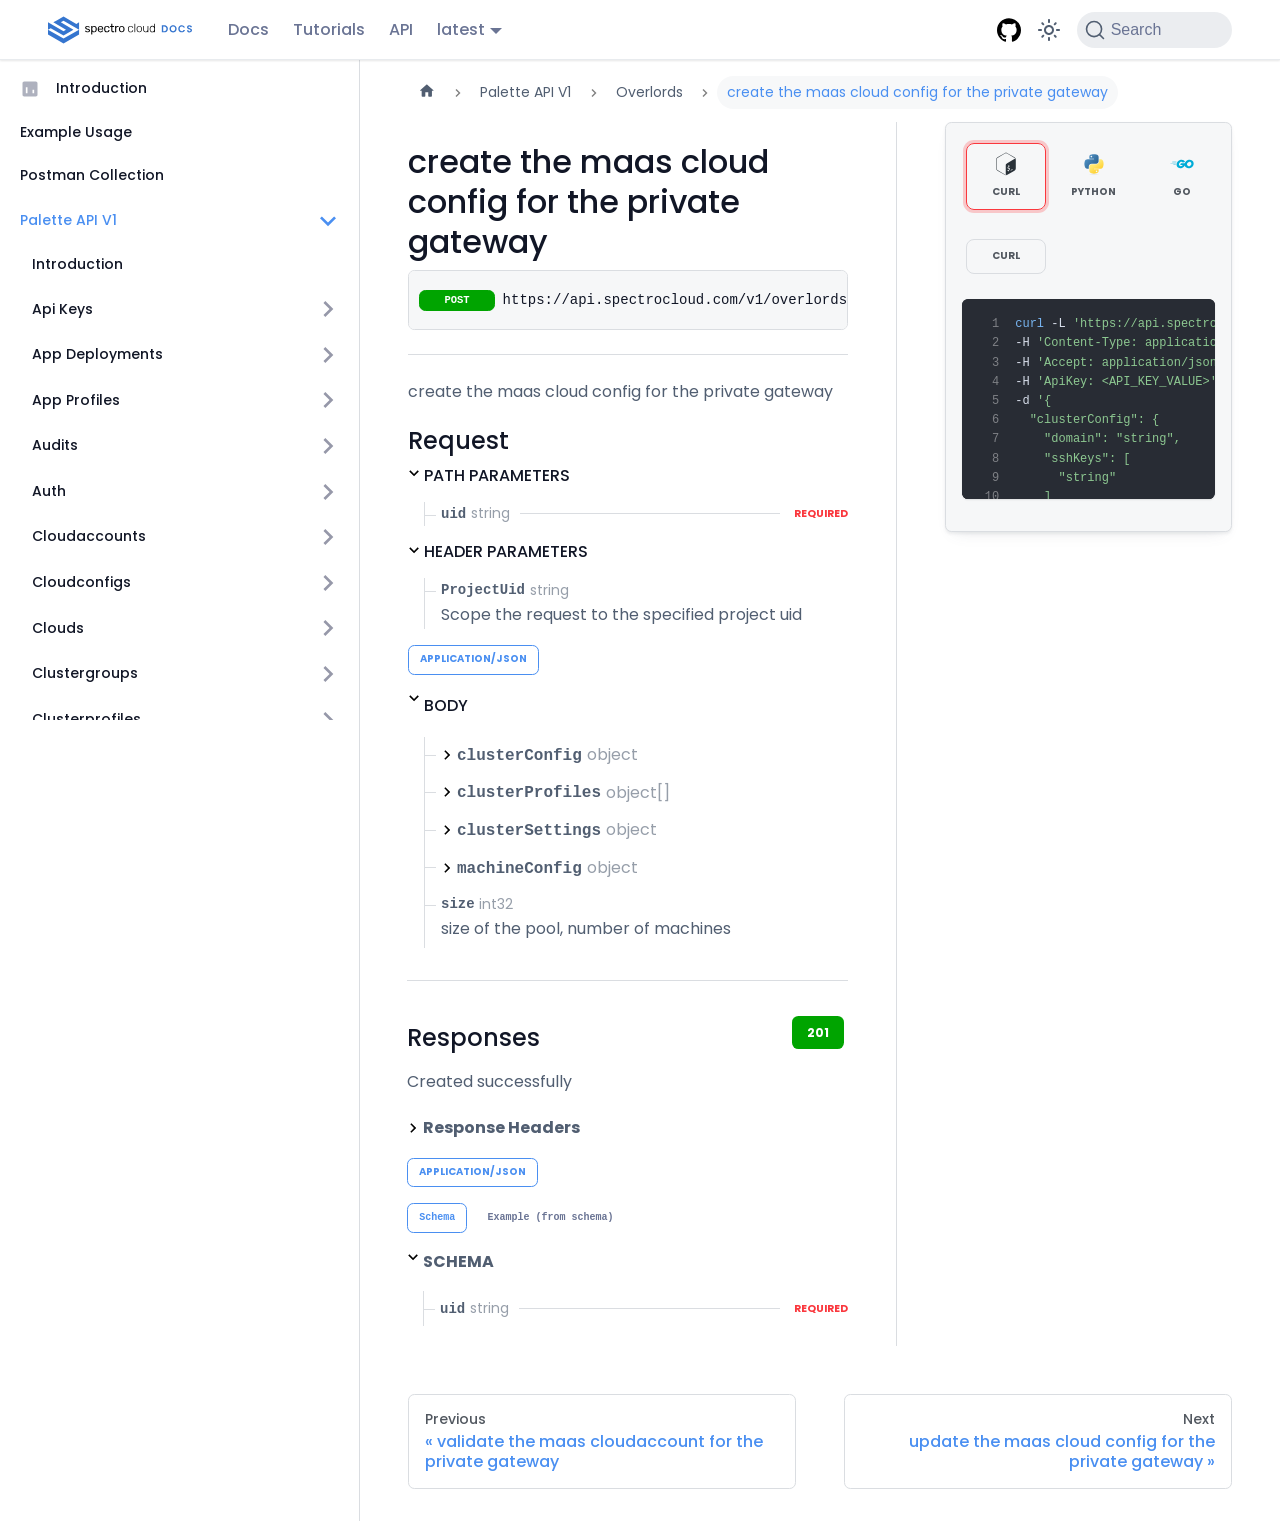 spectro cloud DOCS
Docs
Tutorials
API
latest
Search
Introduction
Example Usage
Postman Collection
Palette API V1
Introduction
Api Keys
App Deployments
App Profiles
Audits
Auth
Cloudaccounts
Cloudconfigs
Clouds
Clustergroups
Clusterprofiles
Palette API V1
Overlords
create the maas cloud config for the private gateway
create the maas cloud
config for the private
gateway
POST
https://api.spectrocloud.com/v1/overlords
create the maas cloud config for the private gateway
Request
PATH PARAMETERS
uid string
REQUIRED
HEADER PARAMETERS
ProjectUid string
Scope the request to the specified project uid
APPLICATION/JSON
BODY
clusterConfig object
clusterProfiles object[]
clusterSettings object
machineConfig object
size int32
size of the pool, number of machines
Responses
201
Created successfully
Response Headers
APPLICATION/JSON
Schema
Example (from schema)
SCHEMA
uid string
REQUIRED
CURL
PYTHON
GO
CURL
1 curl -L 'https://api.spectro
2 -H 'Content-Type: applicatio
3 -H 'Accept: application/json
4 -H 'ApiKey: <API_KEY_VALUE>'
5 -d '{
6 "clusterConfig": {
7 "domain": "string",
8 "sshKeys": [
9 "string"
10 ]
Previous
« validate the maas cloudaccount for the
private gateway
Next
update the maas cloud config for the
private gateway »